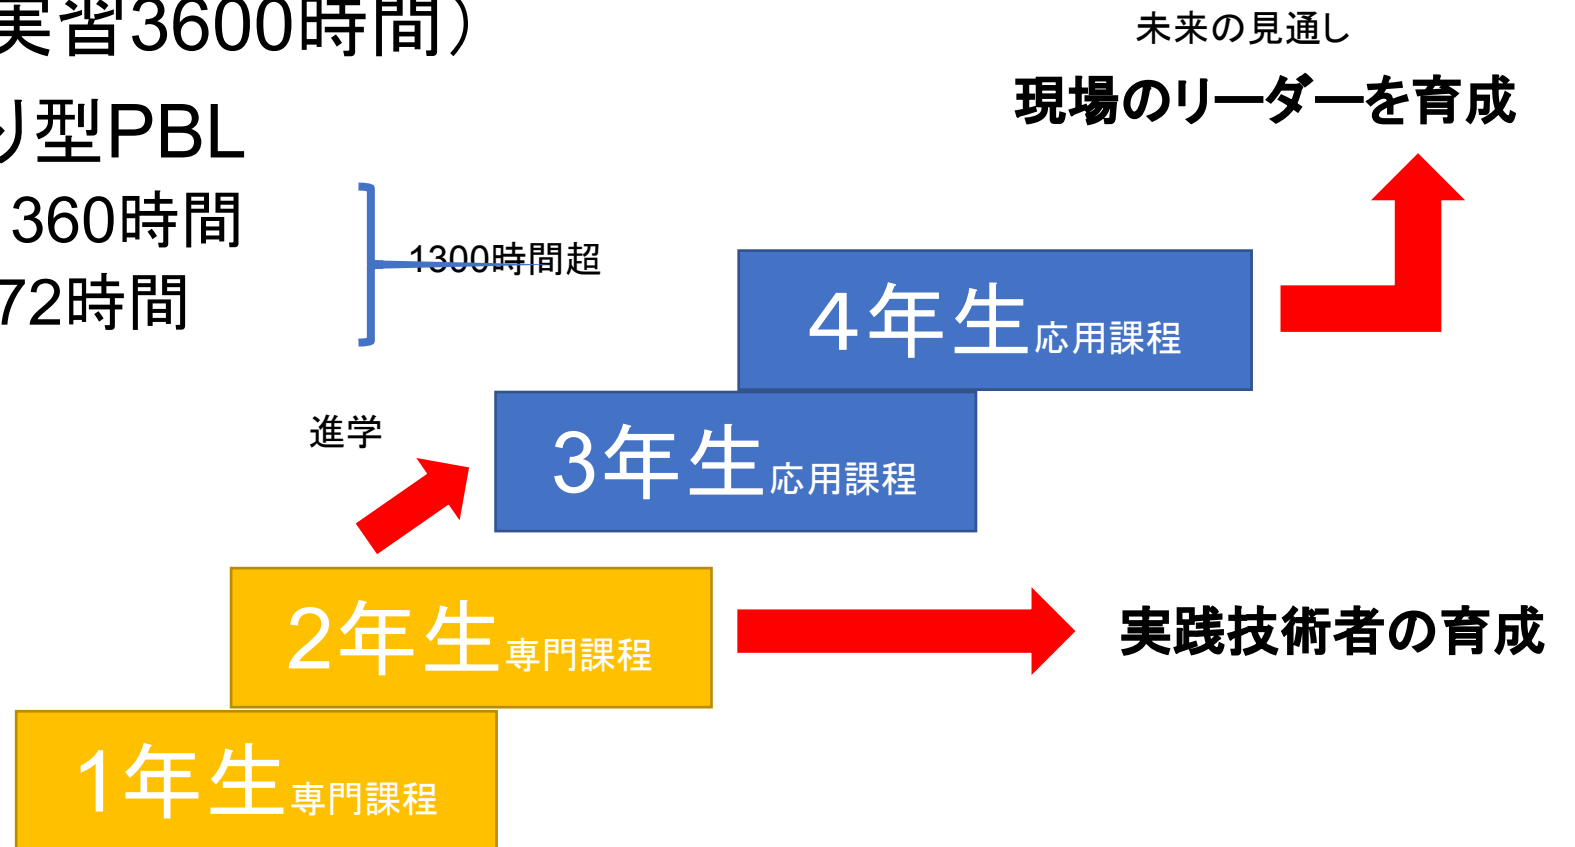 実習3600時間）
り型PBL
360時間
72時間
1300時間超
未来の見通し
現場のリーダーを育成
４年生応用課程
進学
3年生応用課程
2年生専門課程
実践技術者の育成
1年生専門課程